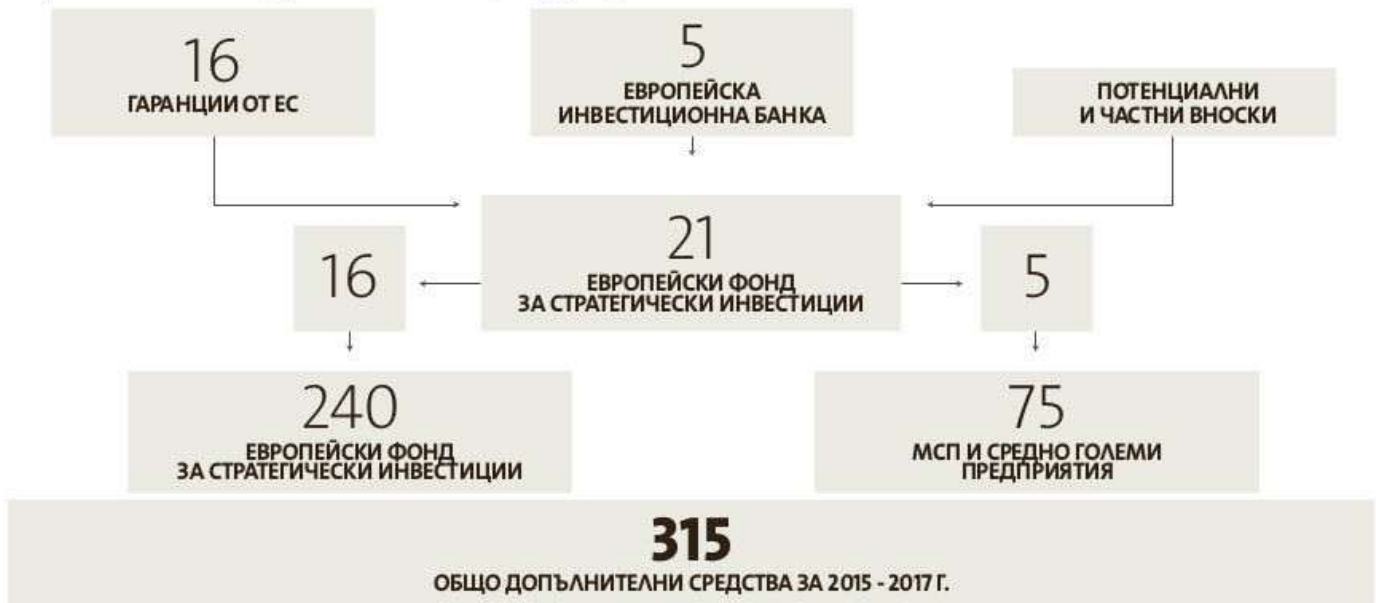 16
ГАРАНЦИИ ОТ ЕС
5
ЕВРОПЕЙСКА
ИНВЕСТИЦИОННА БАНКА
ПОТЕНЦИАЛНИ
И ЧАСТНИ ВНОСКИ
16
21
ЕВРОПЕЙСКИ ФОНД
ЗА СТРАТЕГИЧЕСКИ ИНВЕСТИЦИИ
5
240
ЕВРОПЕЙСКИ ФОНД
ЗА СТРАТЕГИЧЕСКИ ИНВЕСТИЦИИ
75
МСП И СРЕДНО ГОЛЕМИ
ПРЕДПРИЯТИЯ
315
ОБЩО ДОПЪЛНИТЕЛНИ СРЕДСТВА ЗА 2015 - 2017 Г.